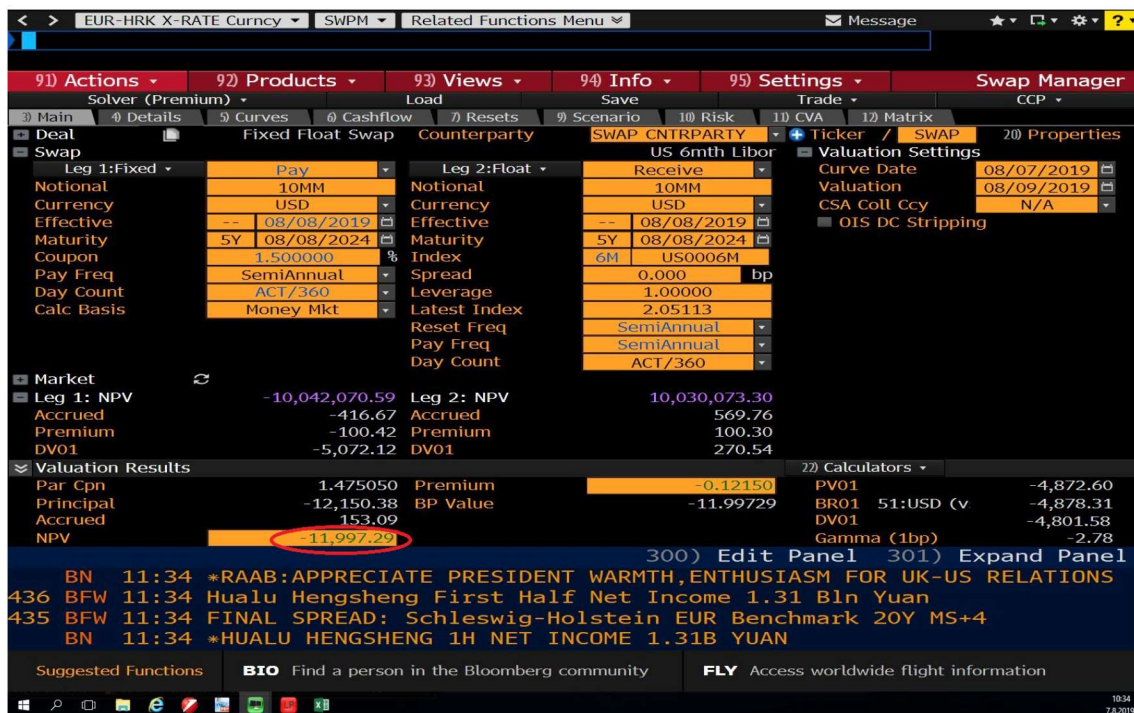 < > EUR-HRK X-RATE Curncy SWPM Related Functions Menu Message ?
91) Actions 92) Products 93) Views 94) Info 95) Settings Swap Manager
Solver (Premium) Load Save Trade CCP
3) Main 4) Details 5) Curves 6) Cashflow 7) Resets 9) Scenario 10) Risk 11) CVA 12) Matrix
Deal Fixed Float Swap Counterparty SWAP CNTRPARTY Ticker / SWAP 20) Properties
Swap US 6mth Libor Valuation Settings
Leg 1:Fixed Pay Leg 2:Float Receive Curve Date 08/07/2019
Notional 10MM Notional 10MM Valuation 08/09/2019
Currency USD Currency USD CSA Coll Ccy N/A
Effective -- 08/08/2019 Effective -- 08/08/2019 OIS DC Stripping
Maturity 5Y 08/08/2024 Maturity 5Y 08/08/2024
Coupon 1.500000 % Index 6M US0006M
Pay Freq SemiAnnual Spread 0.000 bp
Day Count ACT/360 Leverage 1.00000
Calc Basis Money Mkt Latest Index 2.05113
Reset Freq SemiAnnual
Pay Freq SemiAnnual
Day Count ACT/360
Market
Leg 1: NPV -10,042,070.59 Leg 2: NPV 10,030,073.30
Accrued -416.67 Accrued 569.76
Premium -100.42 Premium 100.30
DV01 -5,072.12 DV01 270.54
Valuation Results 22) Calculators
Par Cpn 1.475050 Premium -0.12150 PV01 -4,872.60
Principal -12,150.38 BP Value -11.99729 BR01 51:USD (v -4,878.31
Accrued 153.09 DV01 -4,801.58
NPV -11,997.29 Gamma (1bp) -2.78
300) Edit Panel 301) Expand Panel
BN 11:34 *RAAB:APPRECIATE PRESIDENT WARMTH,ENTHUSIASM FOR UK-US RELATIONS
436 BFW 11:34 Hualu Hengsheng First Half Net Income 1.31 Bln Yuan
435 BFW 11:34 FINAL SPREAD: Schleswig-Holstein EUR Benchmark 20Y MS+4
BN 11:34 *HUALU HENGSHENG 1H NET INCOME 1.31B YUAN
Suggested Functions BIO Find a person in the Bloomberg community FLY Access worldwide flight information
10:34
7.8.2019